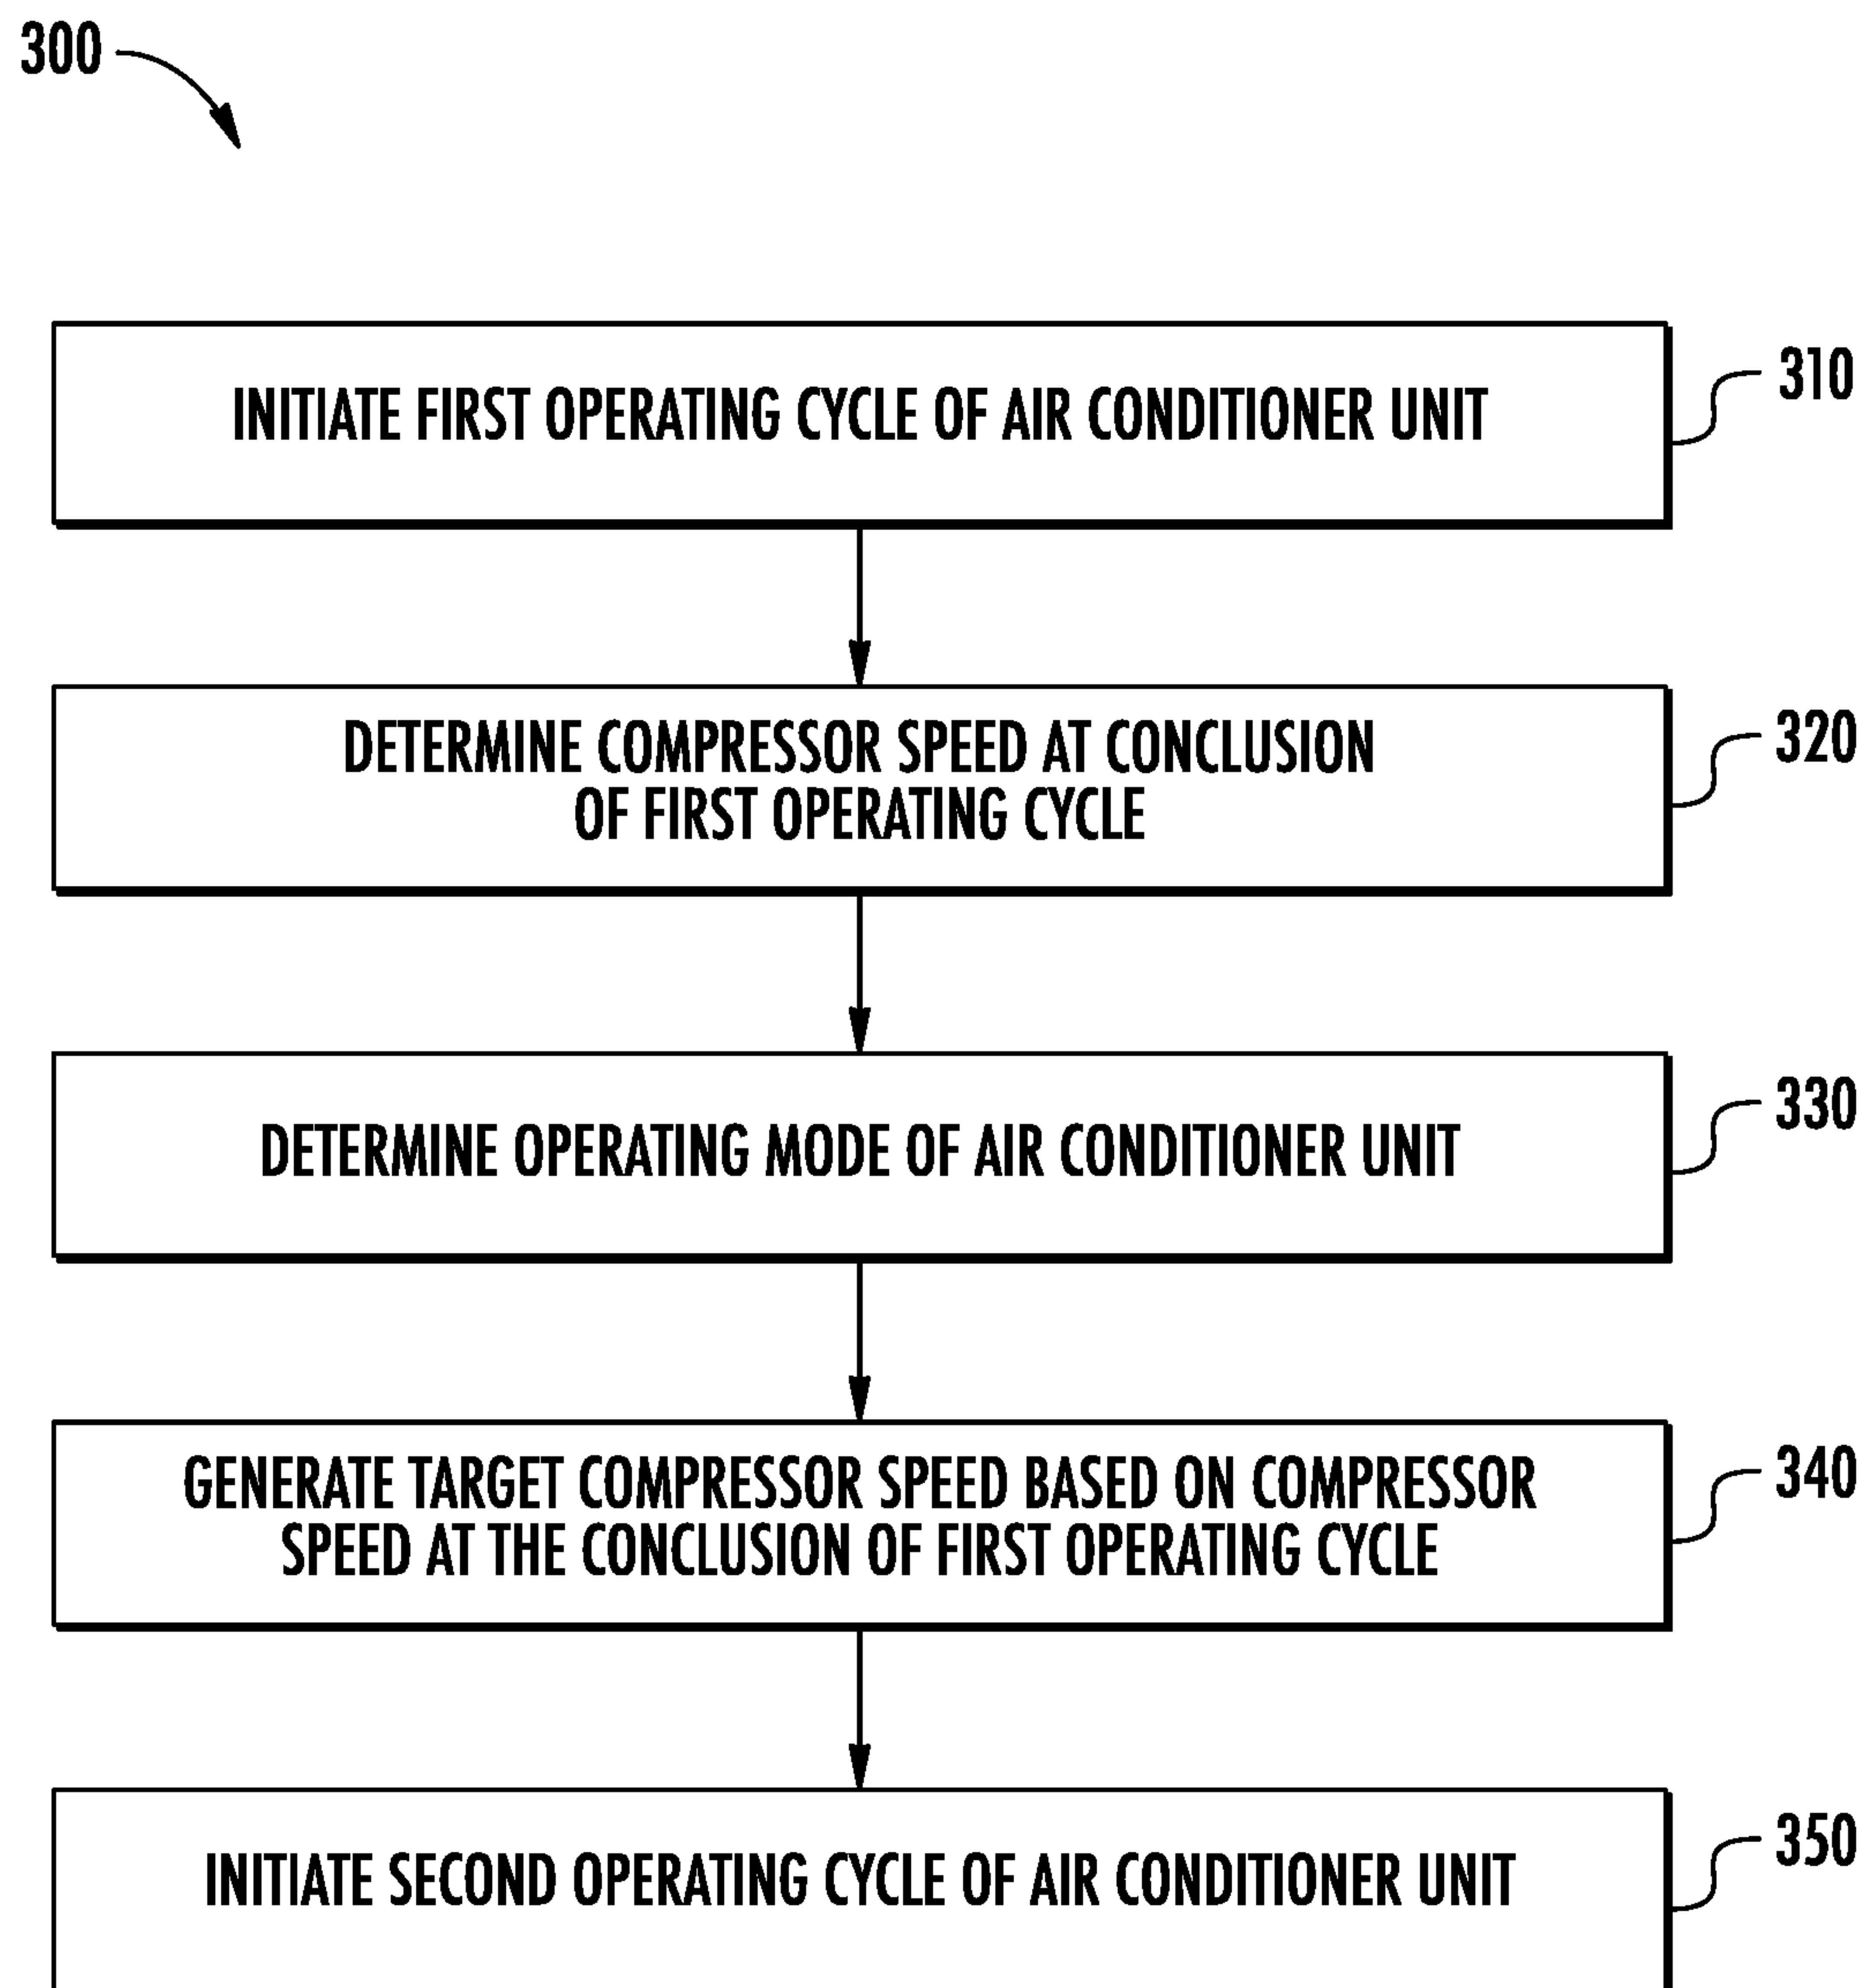 300
INITIATE FIRST OPERATING CYCLE OF AIR CONDITIONER UNIT
310
DETERMINE COMPRESSOR SPEED AT CONCLUSION
OF FIRST OPERATING CYCLE
320
DETERMINE OPERATING MODE OF AIR CONDITIONER UNIT
330
GENERATE TARGET COMPRESSOR SPEED BASED ON COMPRESSOR
SPEED AT THE CONCLUSION OF FIRST OPERATING CYCLE
340
INITIATE SECOND OPERATING CYCLE OF AIR CONDITIONER UNIT
350